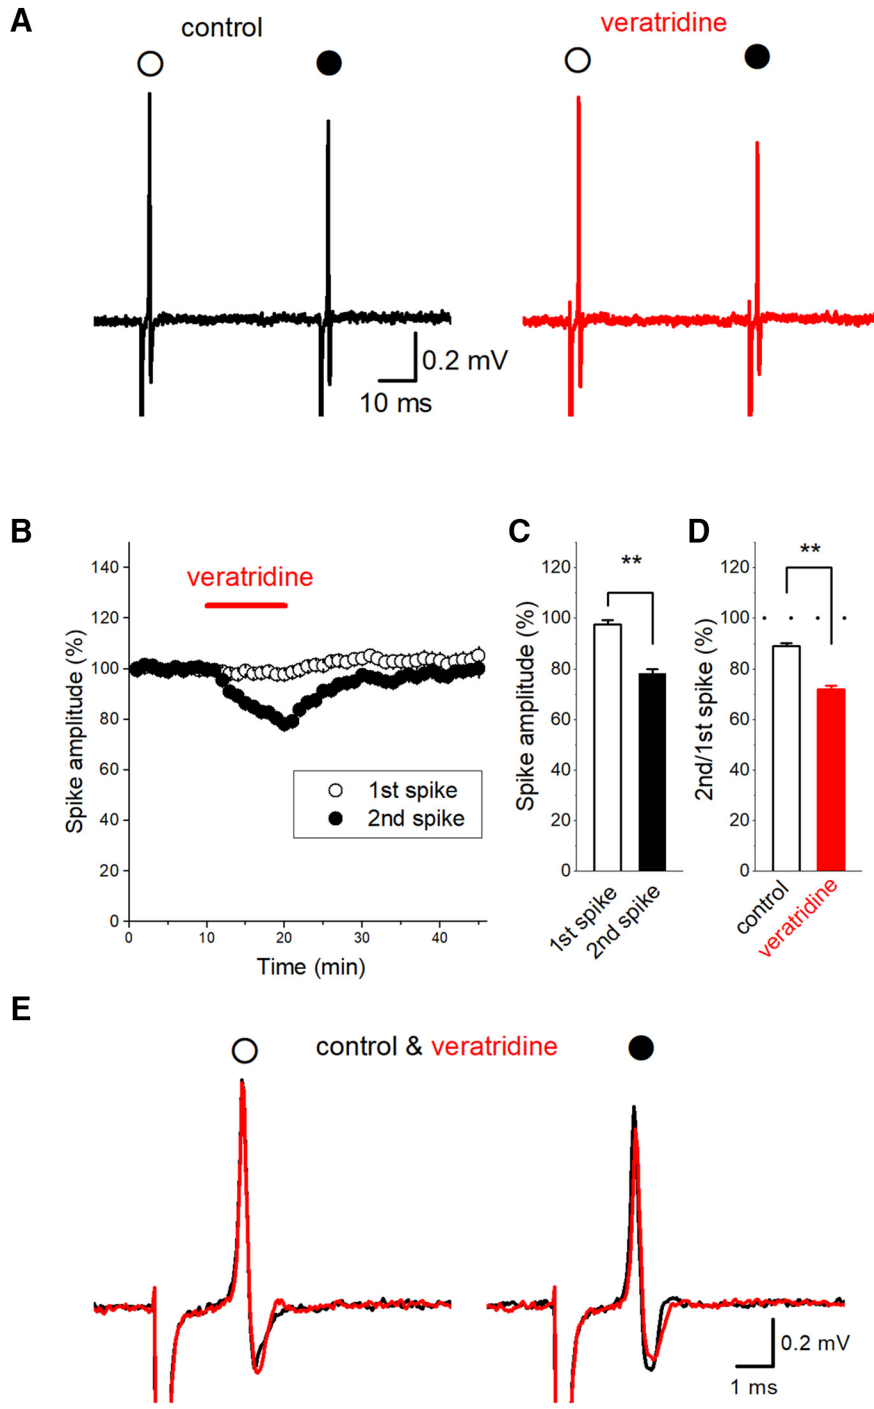 A
control
veratridine
0.2 mV
10 ms
B
veratridine
Spike amplitude (%)
140
120
100
80
60
40
20
0
0
10
20
30
40
Time (min)
1st spike
2nd spike
C
**
Spike amplitude (%)
120
100
80
60
40
20
0
1st spike
2nd spike
D
**
2nd/1st spike (%)
120
100
80
60
40
20
0
control
veratridine
E
control & veratridine
0.2 mV
1 ms